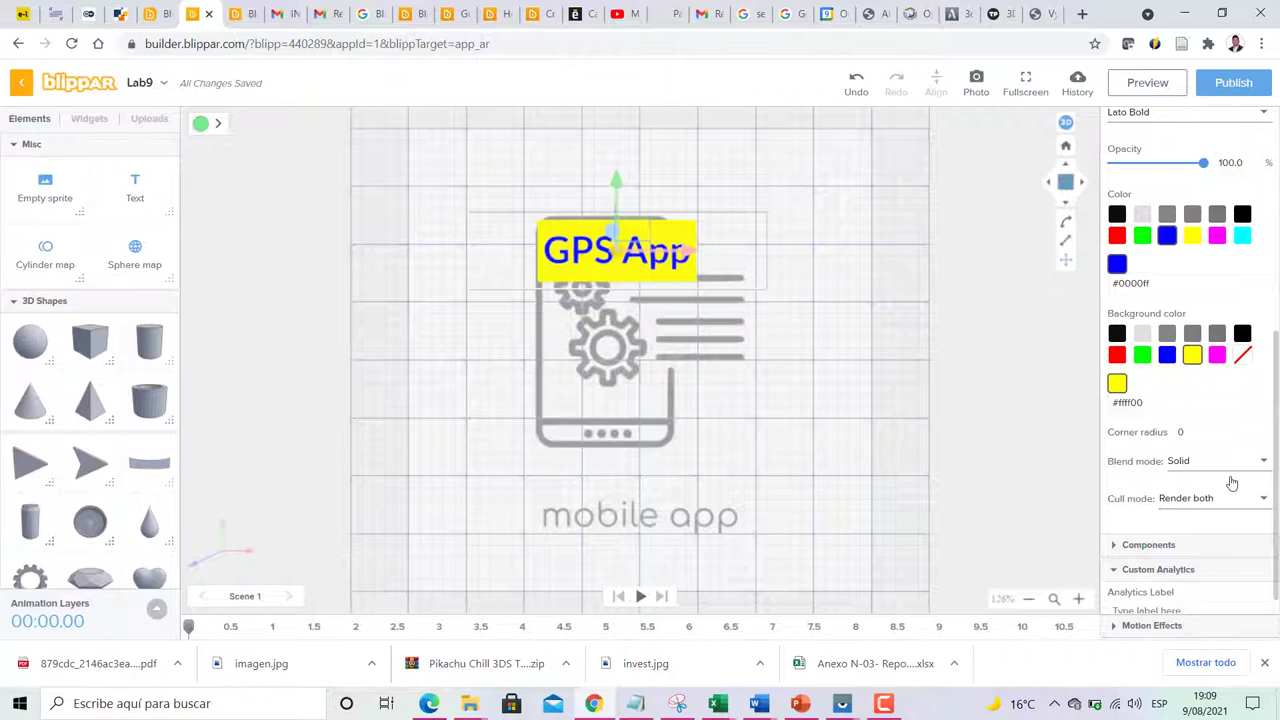 builder.blippar.com/?blipp=440289&appId=1&blippTarget=app_ar
blippAR Lab9 All Changes Saved
Undo Redo Align Photo Fullscreen History Preview Publish
Elements Widgets Uploads
Misc
Empty sprite Text
Cylinder map Sphere map
3D Shapes
Animation Layers
00:00.00
3D
GPS App
mobile app
Scene 1
126%
0.5 1 1.5 2 2.5 3 3.5 4 4.5 5 5.5 6 6.5 7 7.5 8 8.5 9 9.5 10 10.5
Lato Bold
Opacity
100.0 %
Color
#0000ff
Background color
#ffff00
Corner radius 0
Blend mode: Solid
Cull mode: Render both
Components
Custom Analytics
Analytics Label
Type label here
Motion Effects
879cdc_2146ac3ea....pdf imagen.jpg Pikachu Chill 3DS T....zip invest.jpg Anexo N-03- Repo....xlsx Mostrar todo
Escribe aquí para buscar
16°C ESP 19:09
9/08/2021